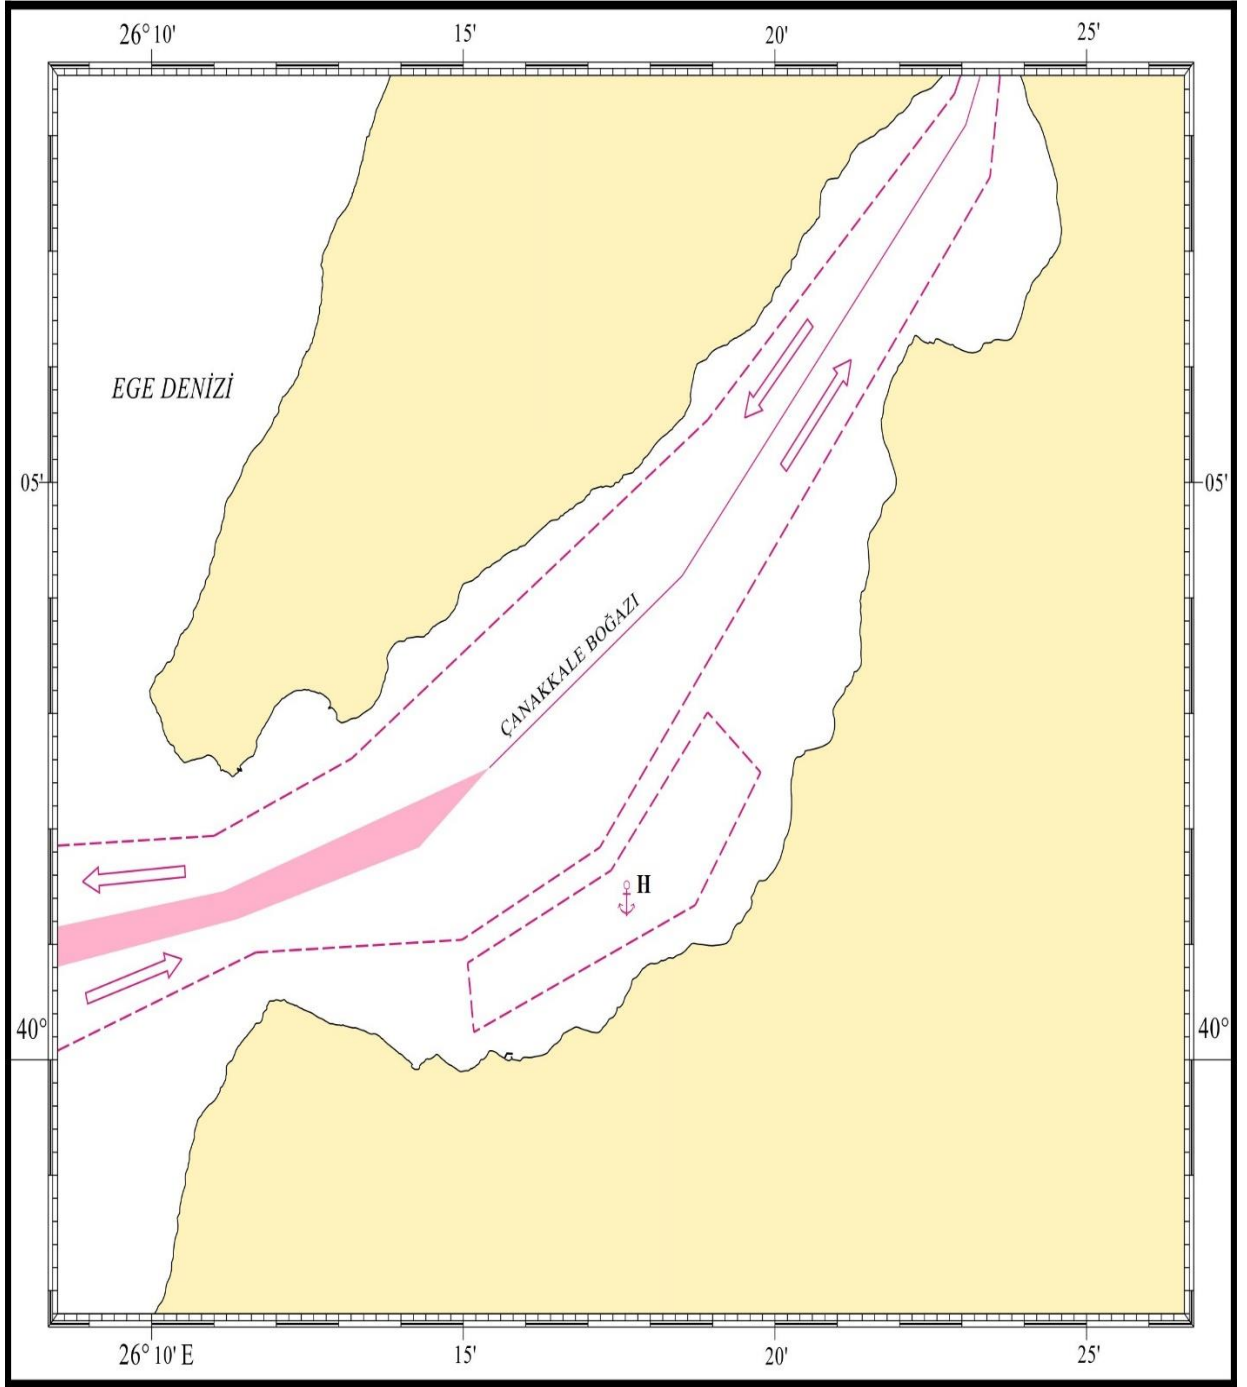 26° 10' 15' 20' 25'
EGE DENİZİ
05' 05'
ÇANAKKALE BOĞAZI
H
40° 40°
26° 10' E 15' 20' 25'